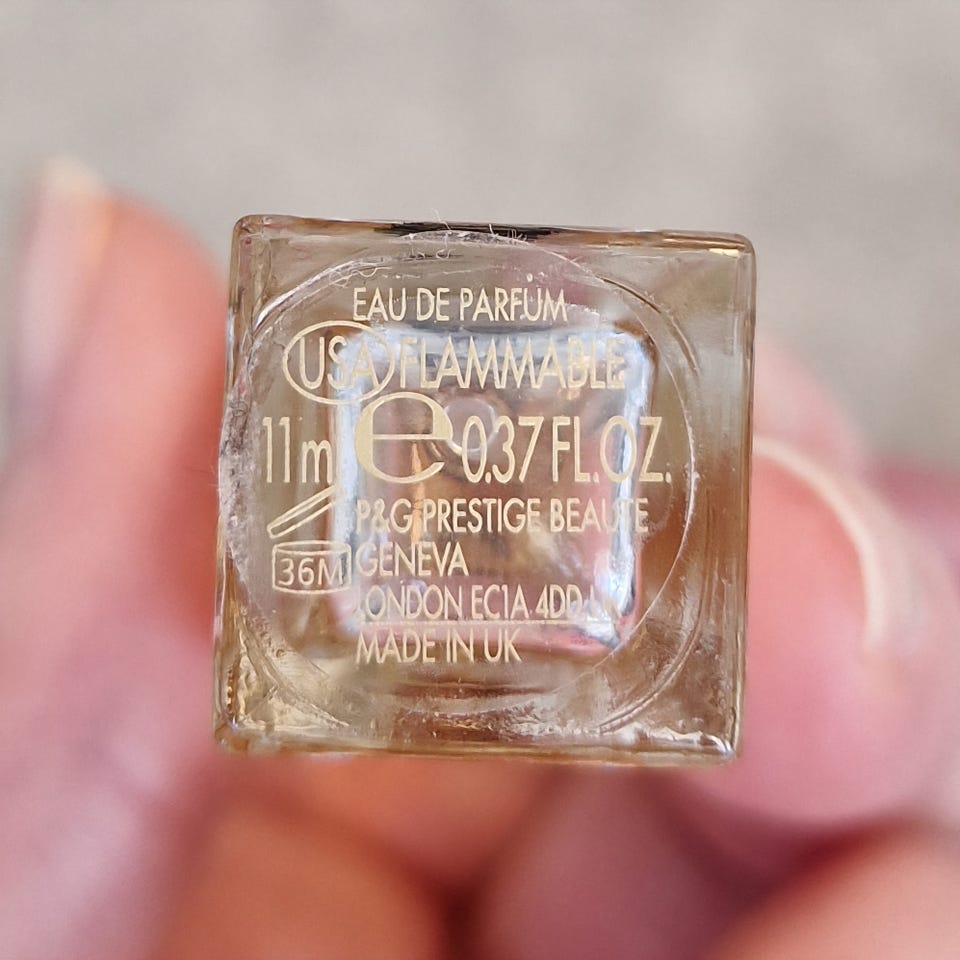 EAU DE PARFUM
USA FLAMMABLE
11m e 0.37 FL.OZ.
P&G PRESTIGE BEAUTE
36M GENEVA
LONDON EC1A 4DD
MADE IN UK